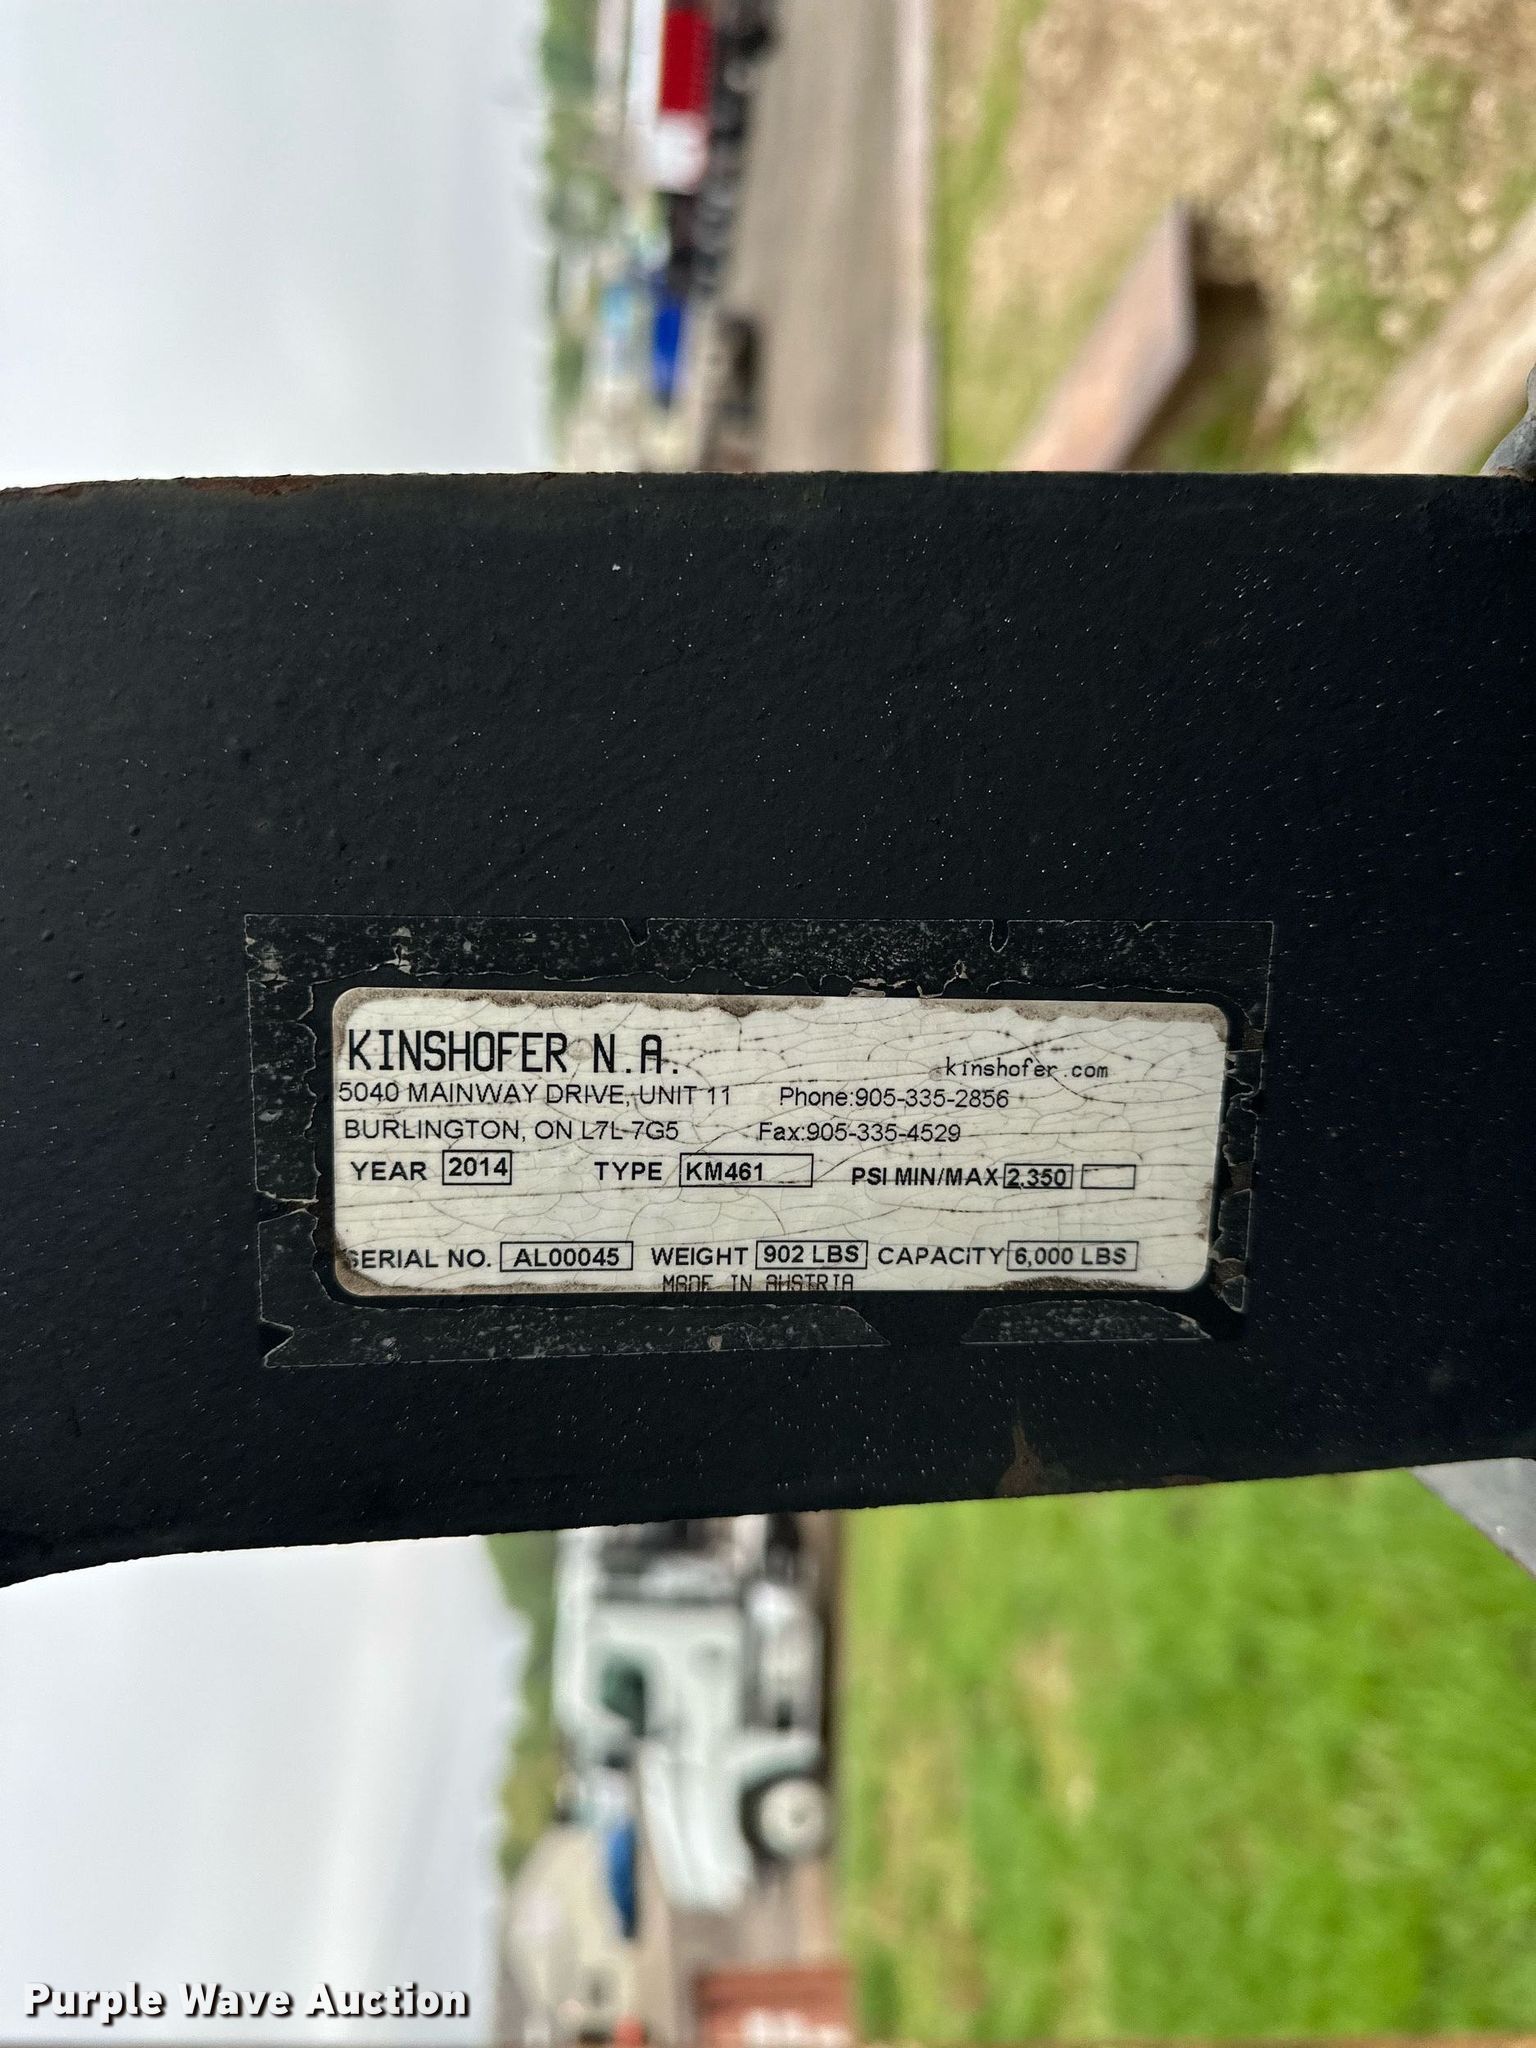 KINSHOFER N.A.
kinshofer.com
5040 MAINWAY DRIVE, UNIT 11 Phone:905-335-2856
BURLINGTON, ON L7L 7G5 Fax:905-335-4529
YEAR 2014 TYPE KM461 PSI MIN/MAX 2,350
SERIAL NO. AL00045 WEIGHT 902 LBS CAPACITY 6,000 LBS
MADE IN AUSTRIA
Purple Wave Auction